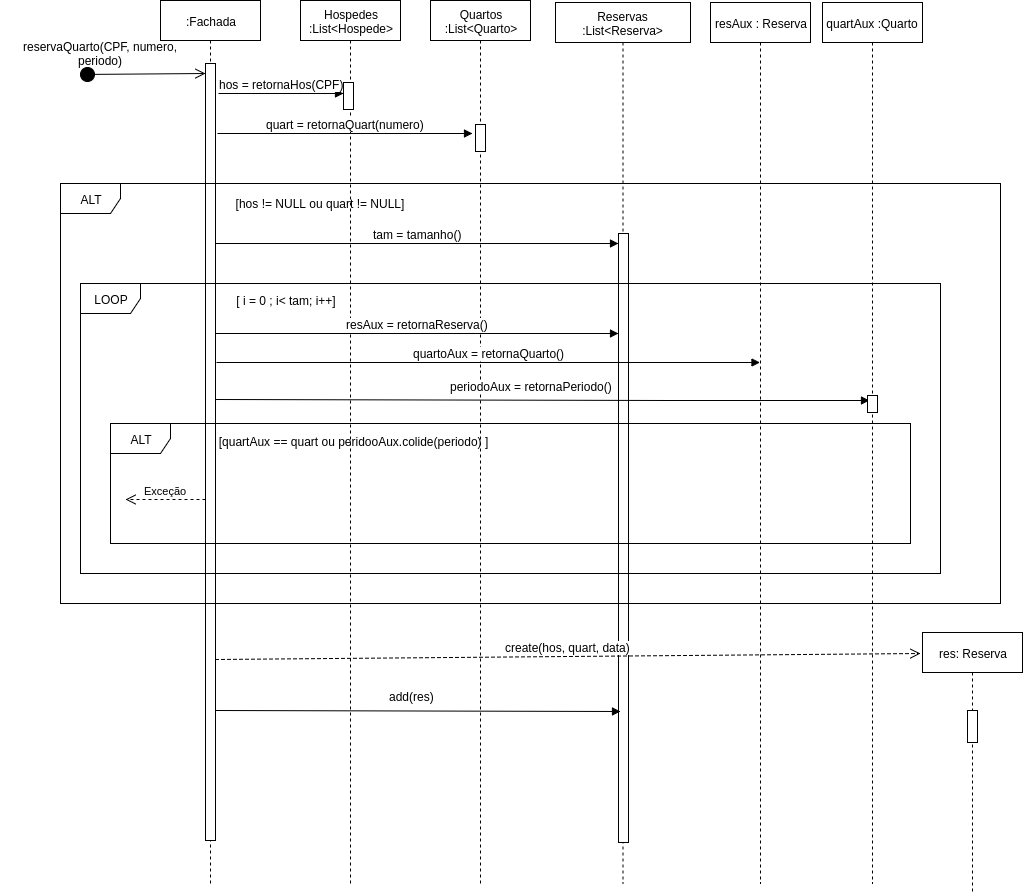 :Fachada
Hospedes
:List<Hospede>
Quartos
:List<Quarto>
Reservas
:List<Reserva>
resAux : Reserva
quartAux :Quarto
reservaQuarto(CPF, numero,
periodo)
hos = retornaHos(CPF)
quart = retornaQuart(numero)
ALT
[hos != NULL ou quart != NULL]
tam = tamanho()
LOOP
[ i = 0 ; i< tam; i++]
resAux = retornaReserva()
quartoAux = retornaQuarto()
periodoAux = retornaPeriodo()
ALT
[quartAux == quart ou peridooAux.colide(periodo) ]
Exceção
create(hos, quart, data)
res: Reserva
add(res)